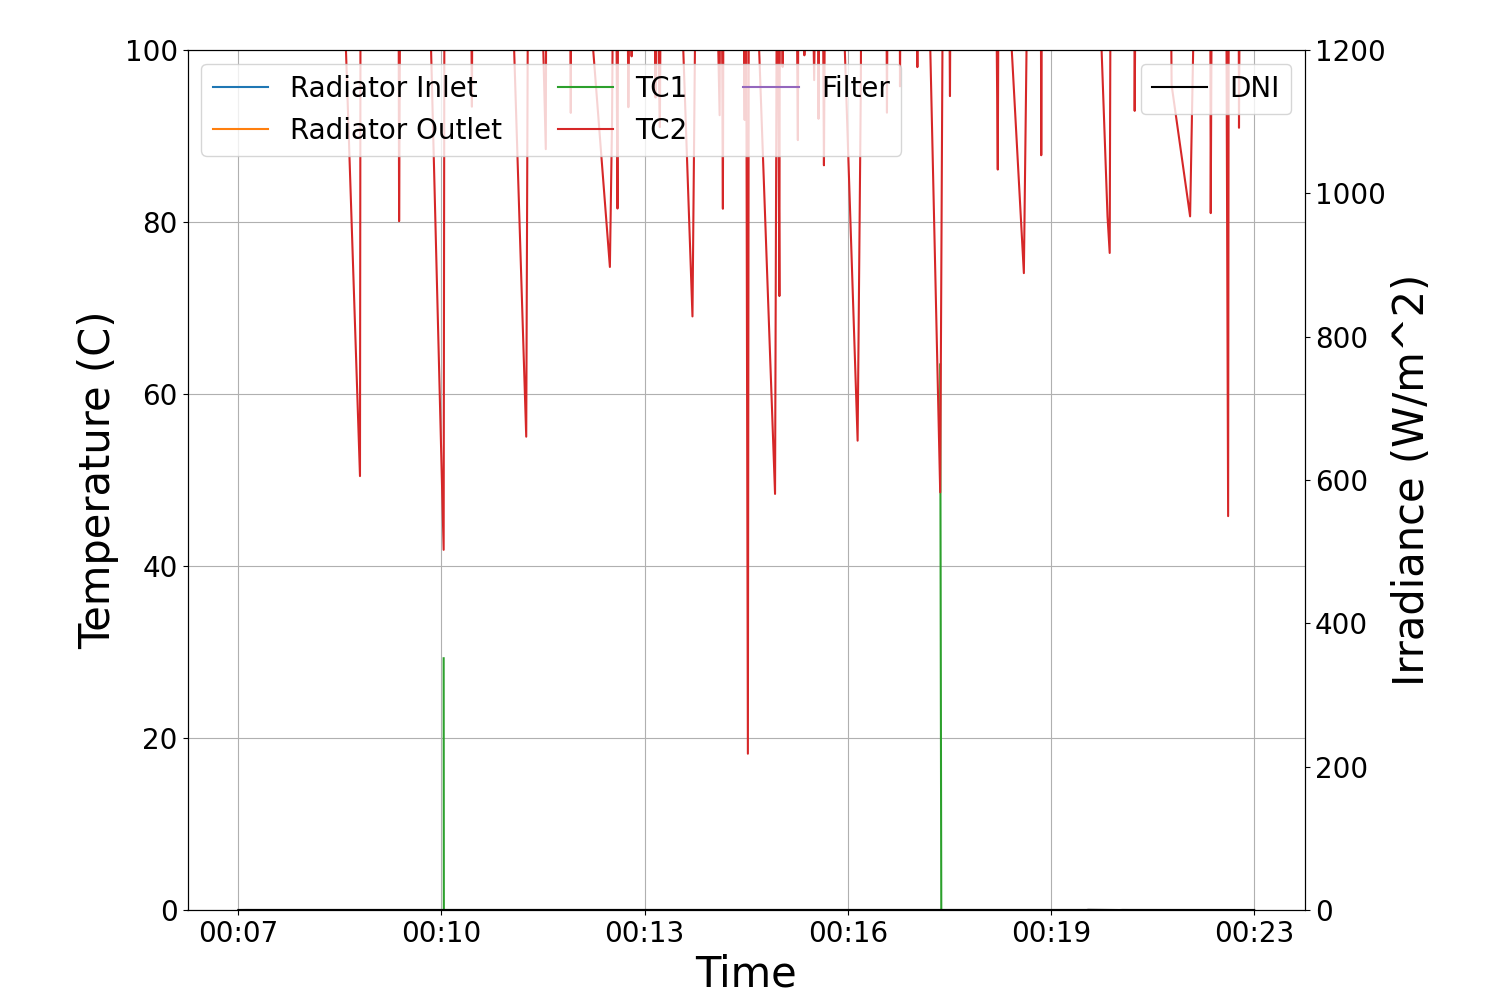 100
80
60
40
20
0
Temperature (C)
Radiator Inlet
Radiator Outlet
TC1
TC2
Filter
DNI
1200
1000
800
600
400
200
0
Irradiance (W/m^2)
00:07 00:10 00:13 00:16 00:19 00:23
Time